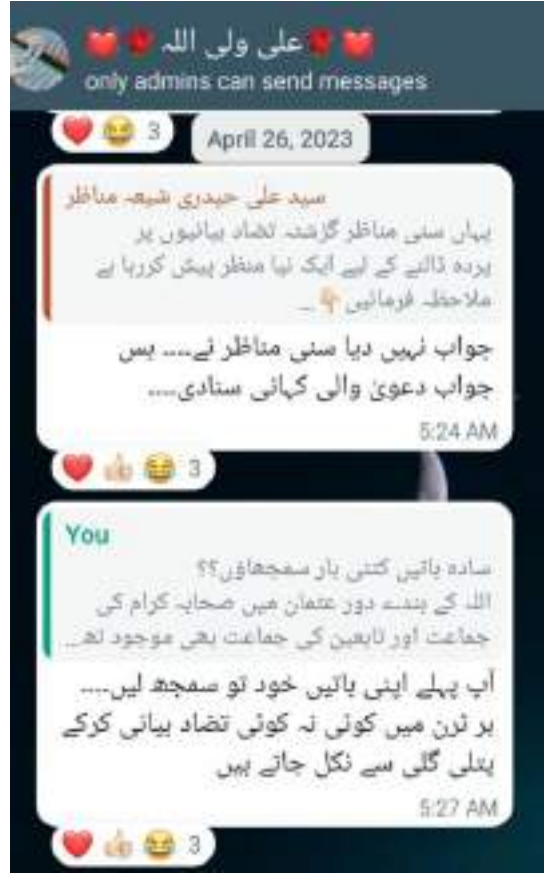 ❤️🌹علی ولی اللہ🌹❤️
only admins can send messages
❤️😂 3
April 26, 2023
سید علی حیدری شیعہ مناظر
یہاں سنی مناظر گزشتہ تضاد بیانیوں پر
پردہ ڈالنے کے لیے ایک نیا منظر پیش کررہا ہے
ملاحظہ فرمائیں👇🏻...
جواب نہیں دیا سنی مناظر نے.... بس
جواب دعویٰ والی کہانی سنادی....
5:24 AM
❤️👍🏻😂 3
You
سادہ باتیں کتنی بار سمجھاؤں؟؟
اللہ کے بندے دور عثمان میں صحابہ کرام کی
جماعت اور تابعین کی جماعت بھی موجود تھ...
آپ پہلے اپنی باتیں خود تو سمجھ لیں....
ہر ٹرن میں کوئی نہ کوئی تضاد بیانی کرکے
پتلی گلی سے نکل جاتے ہیں
5:27 AM
❤️👍🏻😂 3